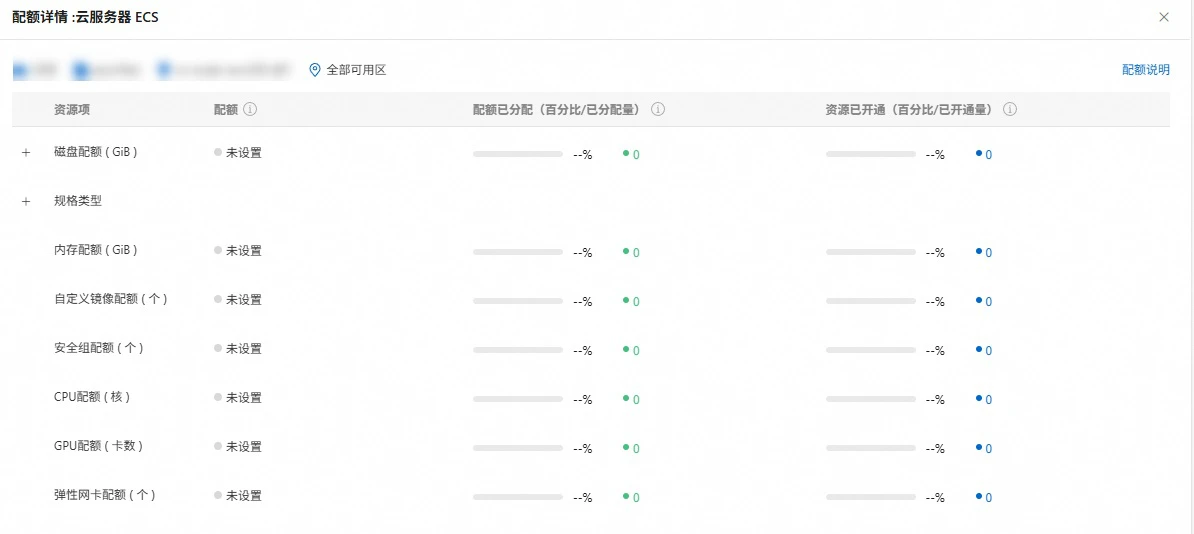 配额详情 :云服务器 ECS
全部可用区 配额说明
资源项 配额 配额已分配（百分比/已分配量） 资源已开通（百分比/已开通量）
+ 磁盘配额 ( GiB ) 未设置 --% 0 --% 0
+ 规格类型
内存配额 ( GiB ) 未设置 --% 0 --% 0
自定义镜像配额 ( 个 ) 未设置 --% 0 --% 0
安全组配额 ( 个 ) 未设置 --% 0 --% 0
CPU配额 ( 核 ) 未设置 --% 0 --% 0
GPU配额 ( 卡数 ) 未设置 --% 0 --% 0
弹性网卡配额 ( 个 ) 未设置 --% 0 --% 0